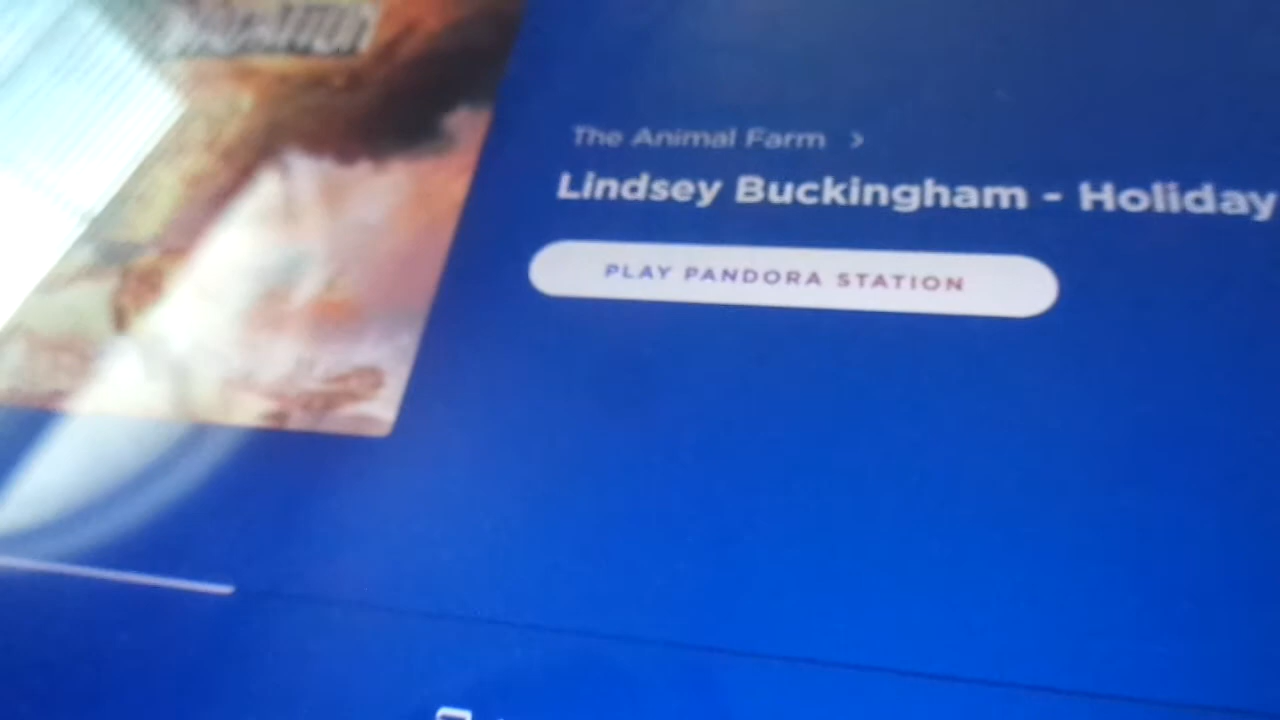 The Animal Farm >
Lindsey Buckingham - Holiday
PLAY PANDORA STATION